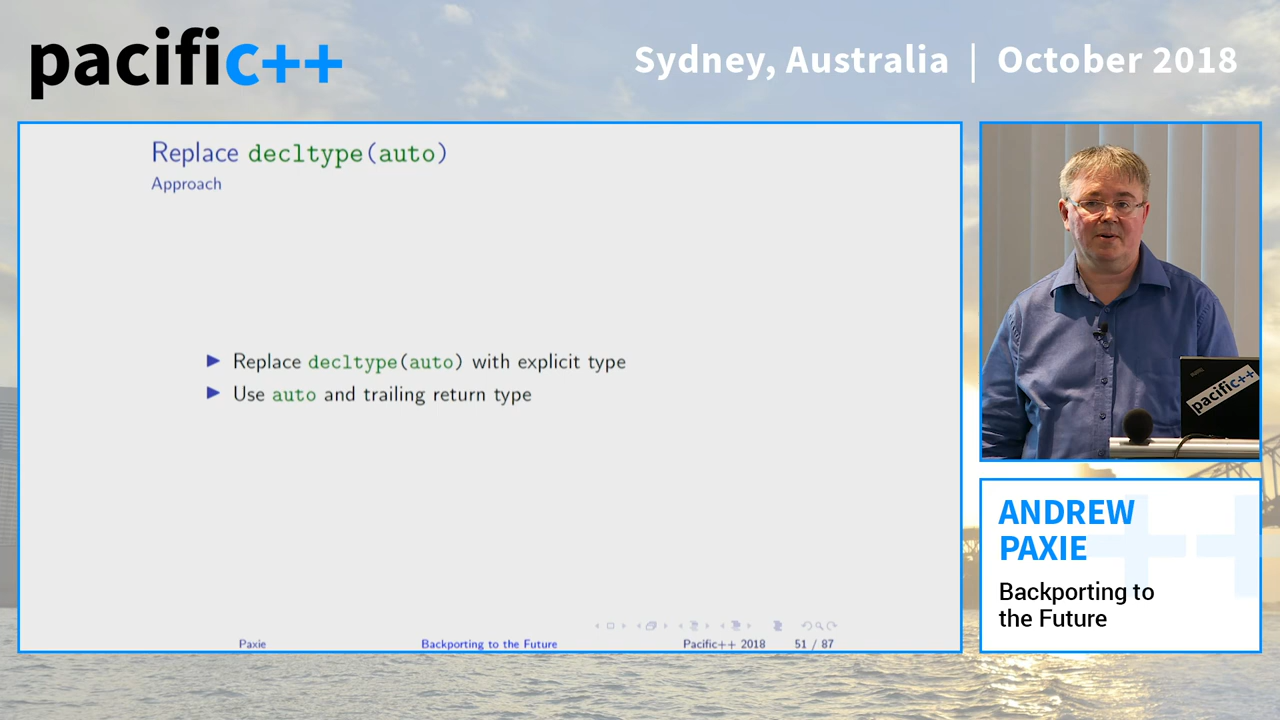 pacific++
Sydney, Australia | October 2018
Replace decltype(auto)
Approach
Replace decltype(auto) with explicit type
Use auto and trailing return type
Paxie Backporting to the Future Pacific++ 2018 51 / 87
pacific++
ANDREW
PAXIE
Backporting to
the Future